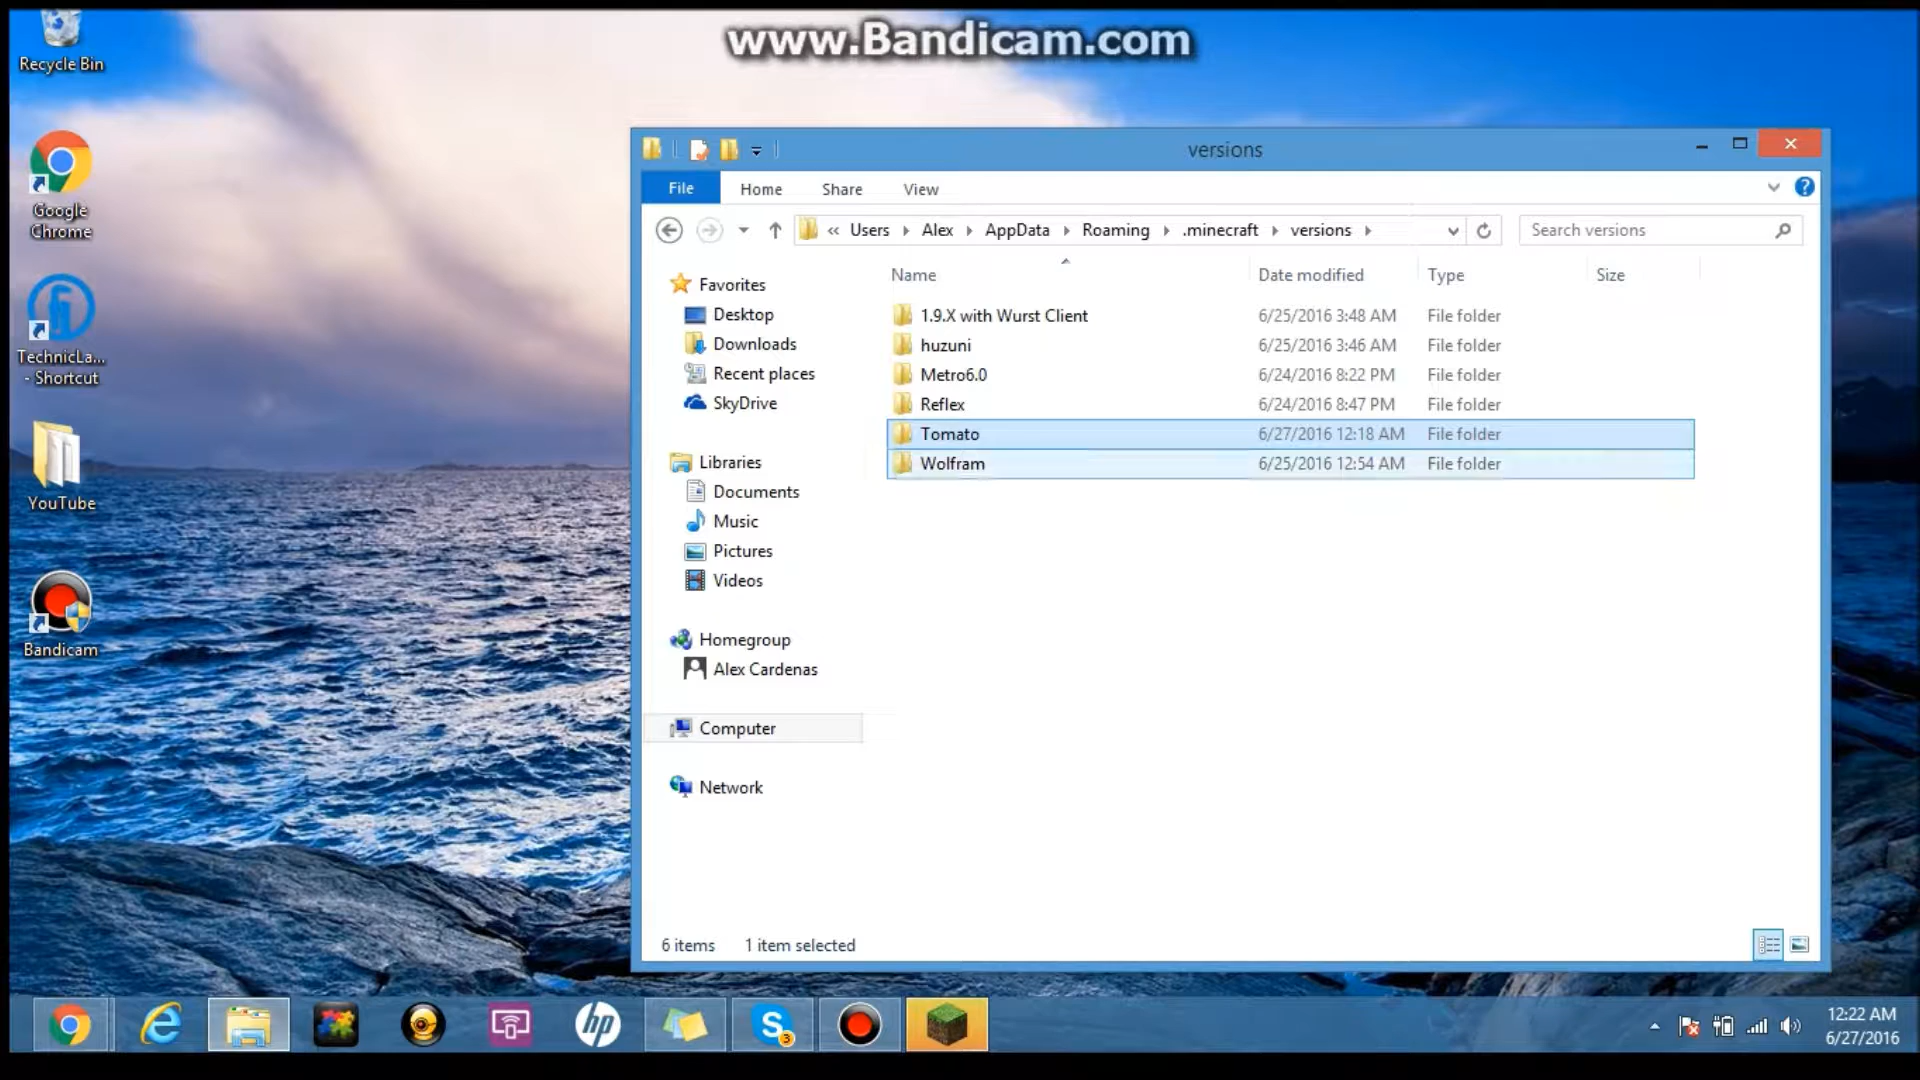 www.Bandicam.com
Recycle Bin
Google
Chrome
TechnicLa...
- Shortcut
YouTube
Bandicam
versions
File Home Share View
« Users Alex AppData Roaming .minecraft versions
Search versions
Name Date modified Type Size
1.9.X with Wurst Client 6/25/2016 3:48 AM File folder
huzuni 6/25/2016 3:46 AM File folder
Metro6.0 6/24/2016 8:22 PM File folder
Reflex 6/24/2016 8:47 PM File folder
Tomato 6/27/2016 12:18 AM File folder
Wolfram 6/25/2016 12:54 AM File folder
Favorites
Desktop
Downloads
Recent places
SkyDrive
Libraries
Documents
Music
Pictures
Videos
Homegroup
Alex Cardenas
Computer
Network
6 items 1 item selected
hp
S
3
12:22 AM
6/27/2016